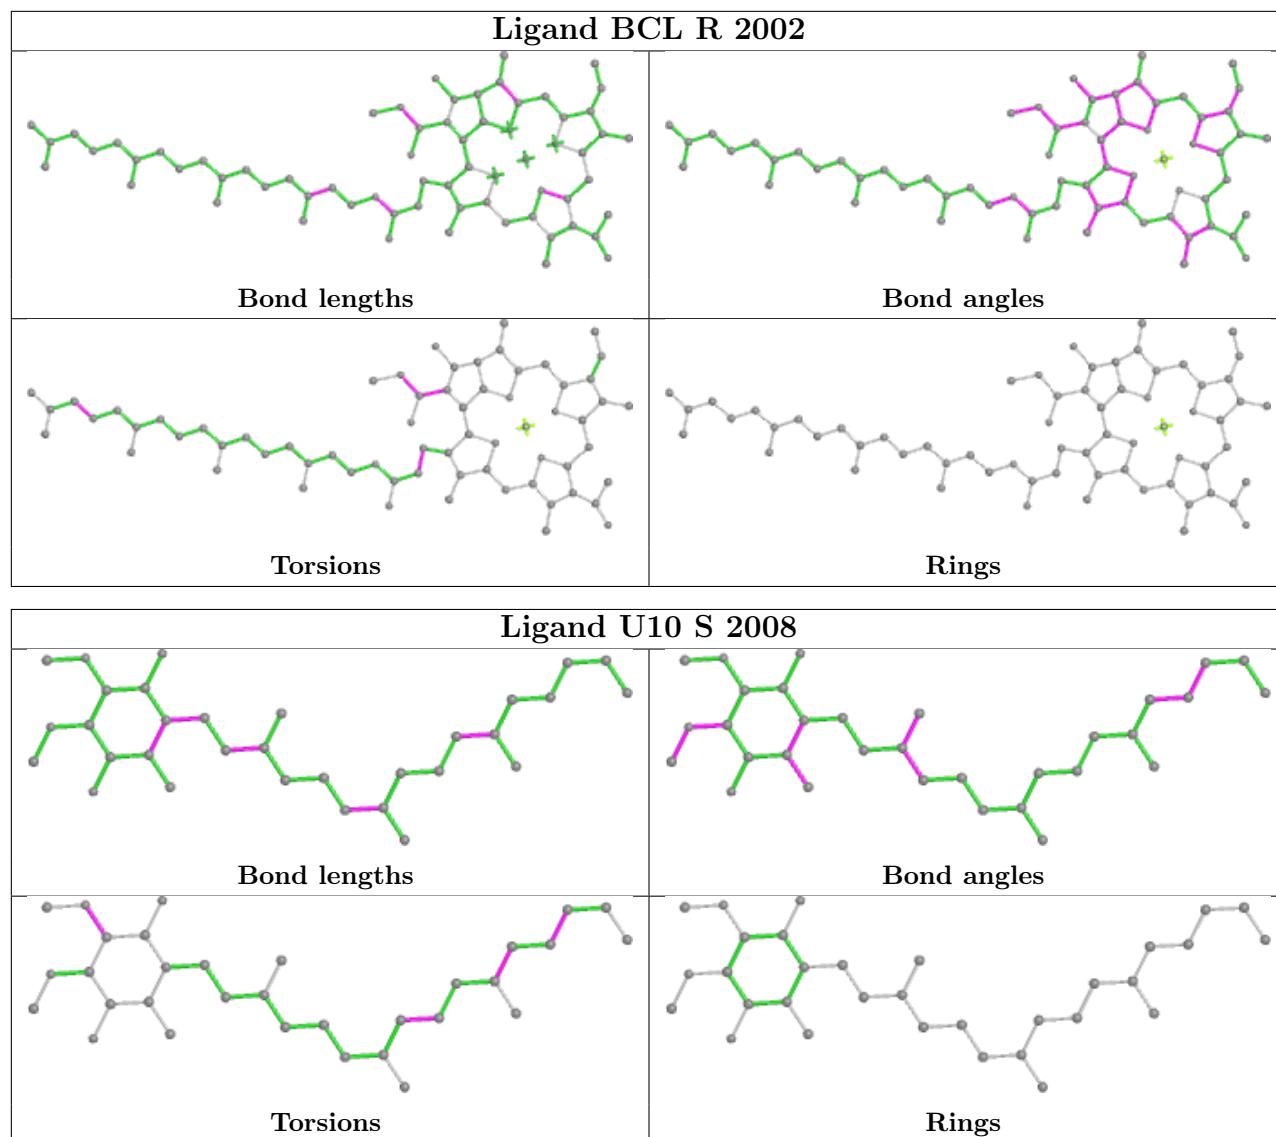 Ligand BCL R 2002
Bond lengths
Bond angles
Torsions
Rings
Ligand U10 S 2008
Bond lengths
Bond angles
Torsions
Rings